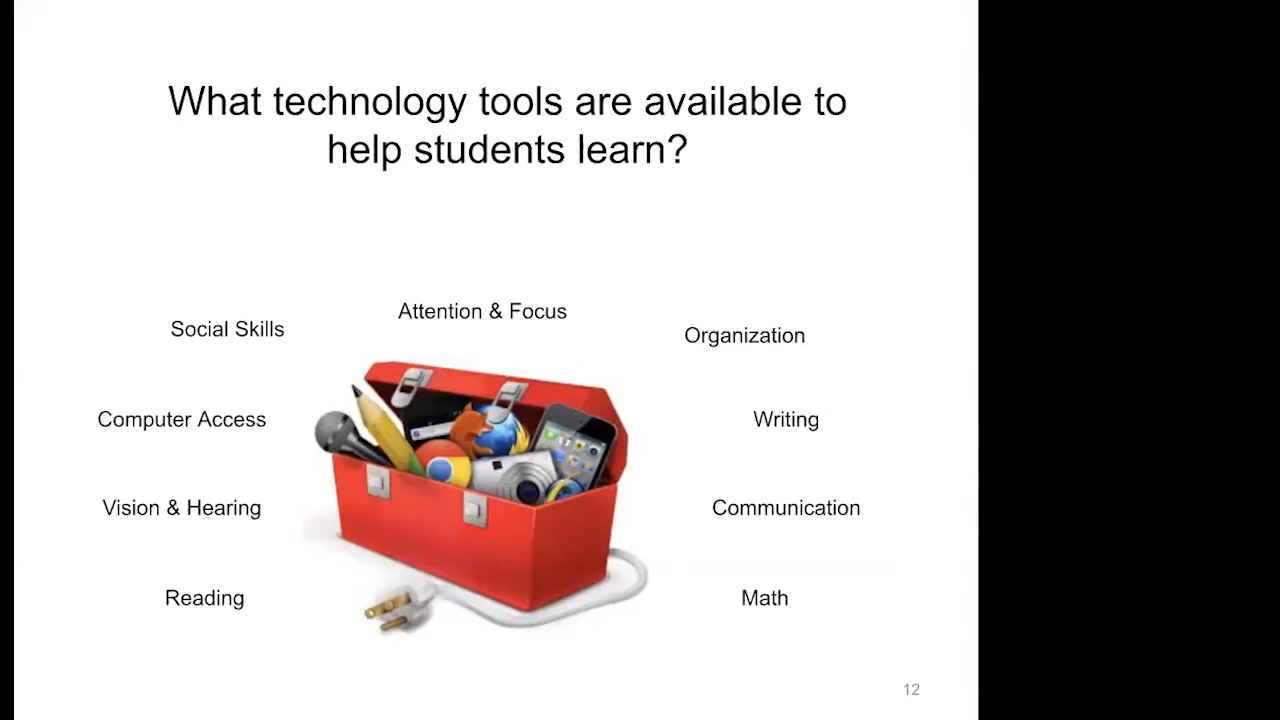 What technology tools are available to
help students learn?
Attention & Focus
Social Skills
Organization
Computer Access
Writing
Vision & Hearing
Communication
Reading
Math
12